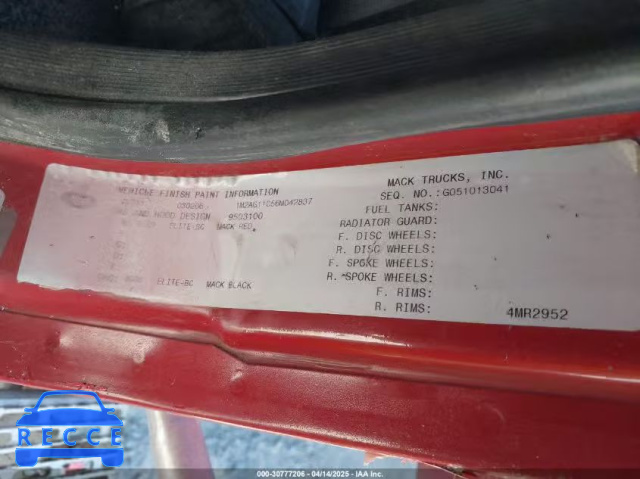 VEHICLE FINISH PAINT INFORMATION
AND HOOD DESIGN 9503100
ELITE-BC MACK RED
ELITE-BC MACK BLACK
MACK TRUCKS, INC.
SEQ. NO.:G051013041
FUEL TANKS:
RADIATOR GUARD:
F. DISC WHEELS:
R. DISC WHEELS:
F. SPOKE WHEELS:
R. SPOKE WHEELS:
F. RIMS:
R. RIMS:
4MR2952
RECCE
000-30777206 - 04/14/2025 - IAA Inc.